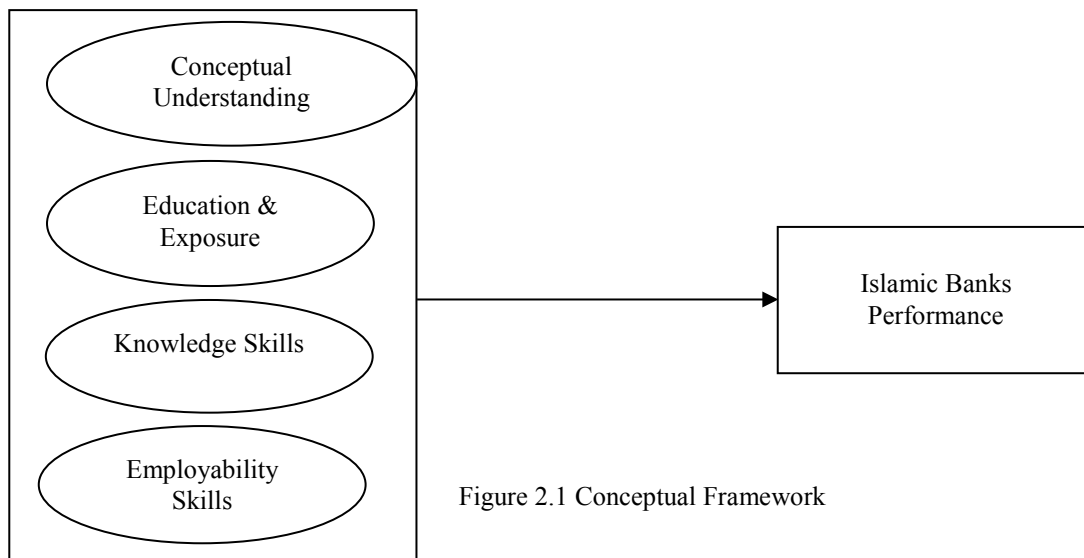 Conceptual
Understanding
Education &
Exposure
Knowledge Skills
Employability
Skills
Islamic Banks
Performance
Figure 2.1 Conceptual Framework